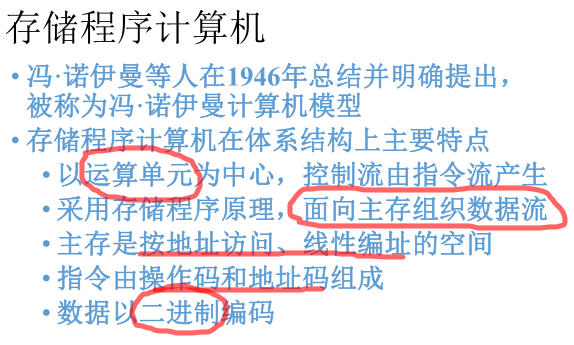 存储程序计算机
• 冯·诺伊曼等人在1946年总结并明确提出，
被称为冯·诺伊曼计算机模型
• 存储程序计算机在体系结构上主要特点
• 以运算单元为中心，控制流由指令流产生
• 采用存储程序原理，面向主存组织数据流
• 主存是按地址访问、线性编址的空间
• 指令由操作码和地址码组成
• 数据以二进制编码